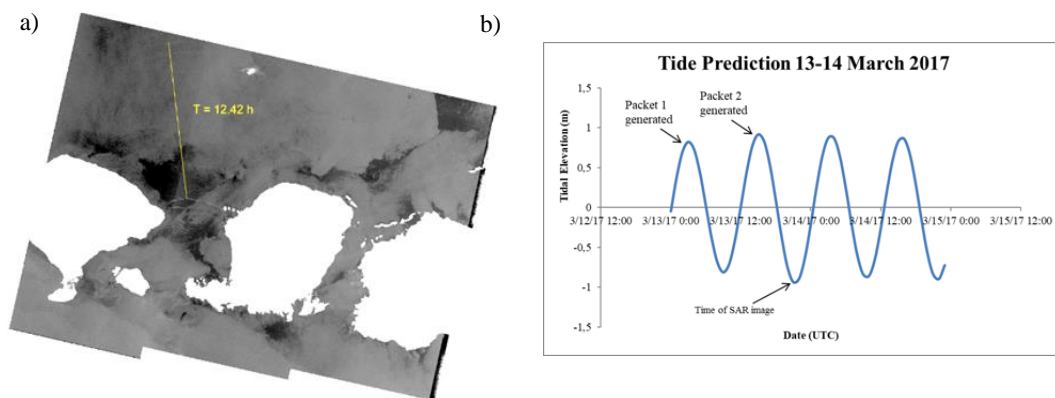 a)
b)
T = 12.42 h
Tide Prediction 13-14 March 2017
Tidal Elevation (m)
1,5
1
0,5
0
-0,5
-1
-1,5
Packet 1
generated
Packet 2
generated
3/12/17 12:00
3/13/17 0:00
3/13/17 12:00
3/14/17 0:00
3/14/17 12:00
3/15/17 0:00
3/15/17 12:00
Time of SAR image
Date (UTC)